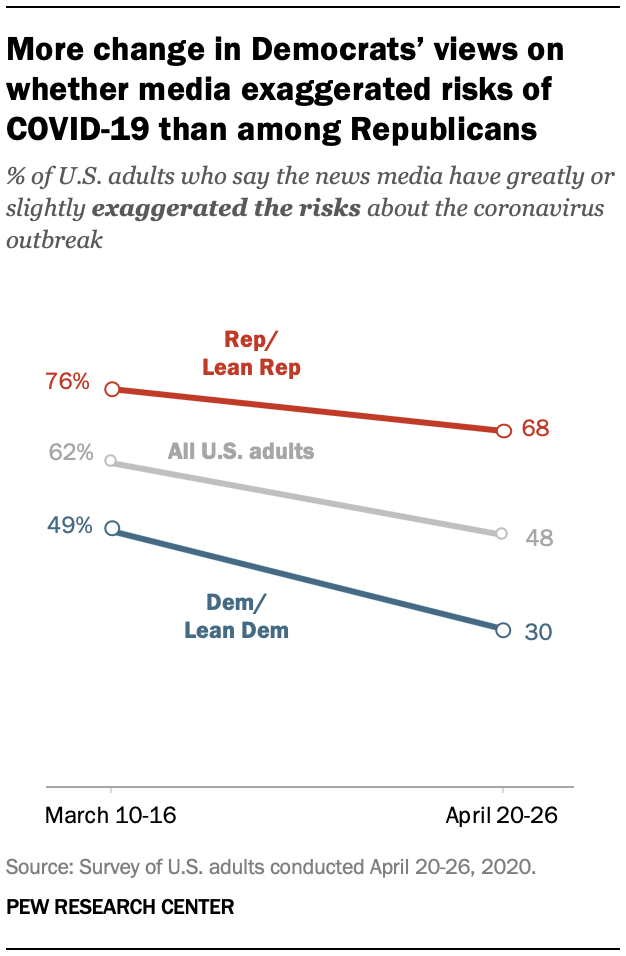 More change in Democrats’ views on
whether media exaggerated risks of
COVID-19 than among Republicans
% of U.S. adults who say the news media have greatly or
slightly exaggerated the risks about the coronavirus
outbreak
Rep/
Lean Rep
76%
68
62%
All U.S. adults
48
49%
Dem/
Lean Dem
30
March 10-16
April 20-26
Source: Survey of U.S. adults conducted April 20-26, 2020.
PEW RESEARCH CENTER